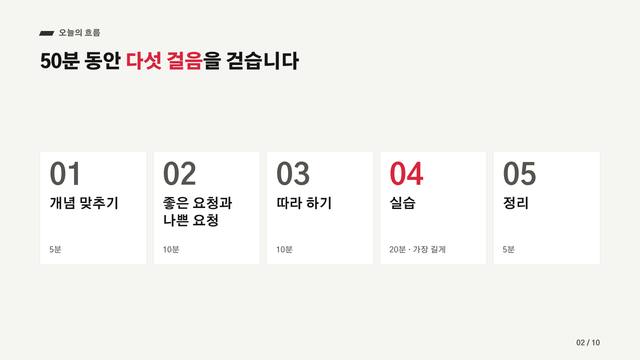 오늘의 흐름
50분 동안 다섯 걸음을 걷습니다
01
개념 맞추기
5분
02
좋은 요청과
나쁜 요청
10분
03
따라 하기
10분
04
실습
20분 · 가장 길게
05
정리
5분
02 / 10